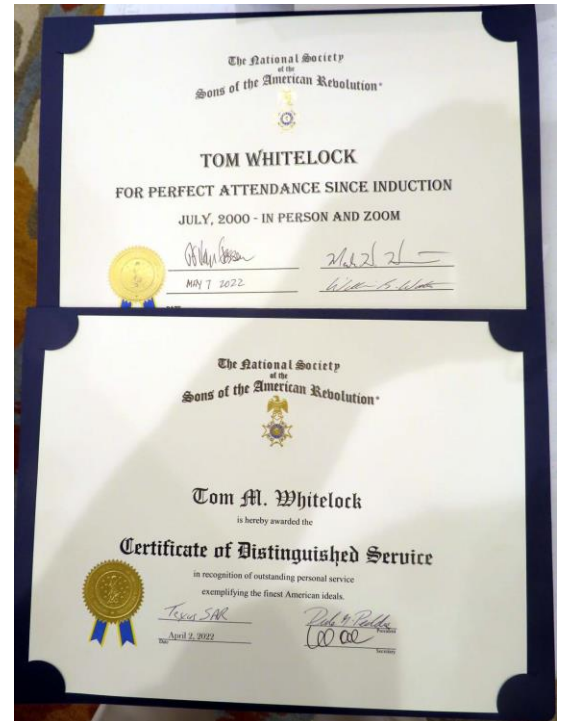 The National Society
of the
Sons of the American Revolution®
TOM WHITELOCK
FOR PERFECT ATTENDANCE SINCE INDUCTION
JULY, 2000 - IN PERSON AND ZOOM
MAY 7 2022
The National Society
of the
Sons of the American Revolution®
Tom M. Whitelock
is hereby awarded the
Certificate of Distinguished Service
in recognition of outstanding personal service
exemplifying the finest American ideals.
Texas SAR
President
Date April 2, 2022
Secretary